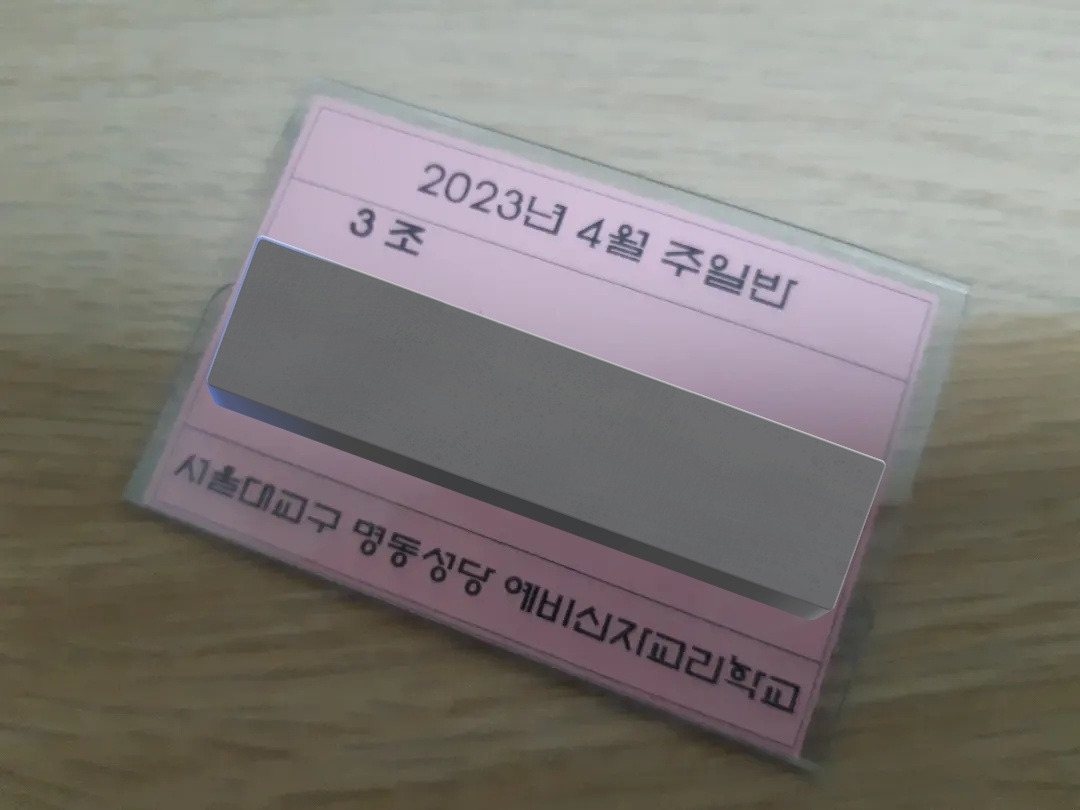 2023년 4월 주일반
3 조
서울대교구 명동성당 예비신자교리학교